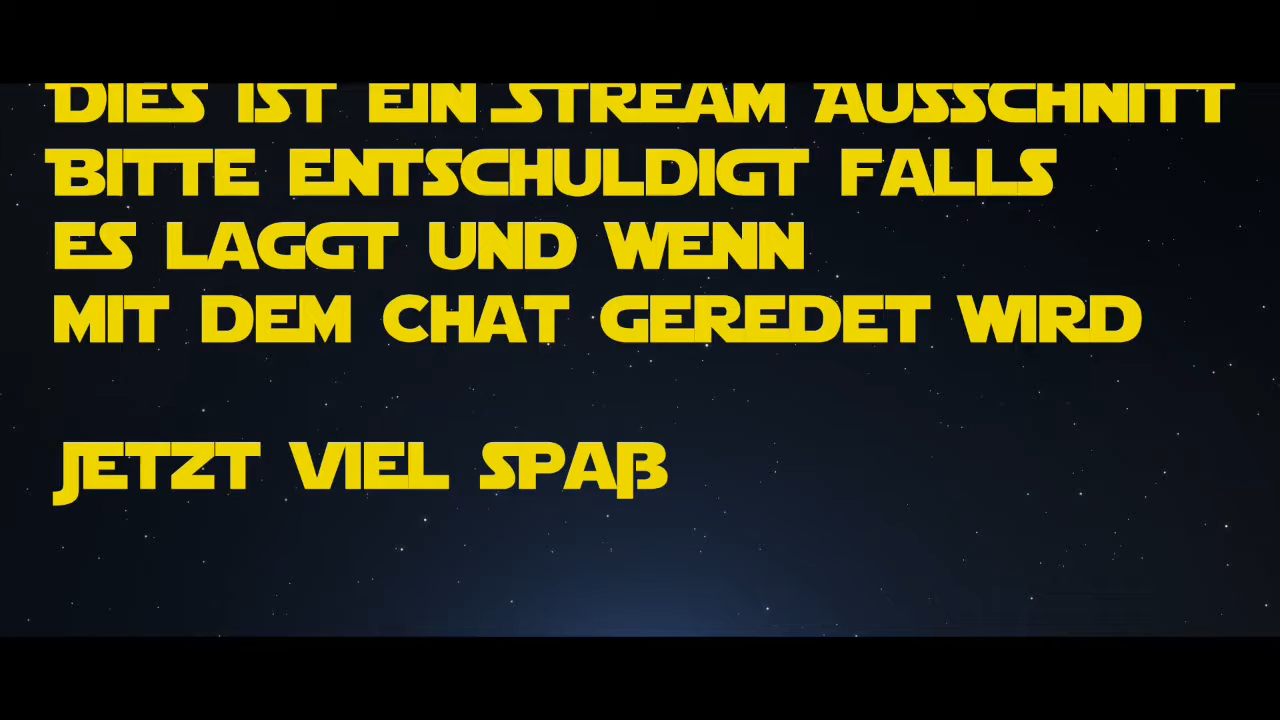 Dies ist ein Stream Ausschnitt
Bitte entschuldigt falls
es laggt und wenn
mit dem Chat geredet wird
Jetzt viel Spaß